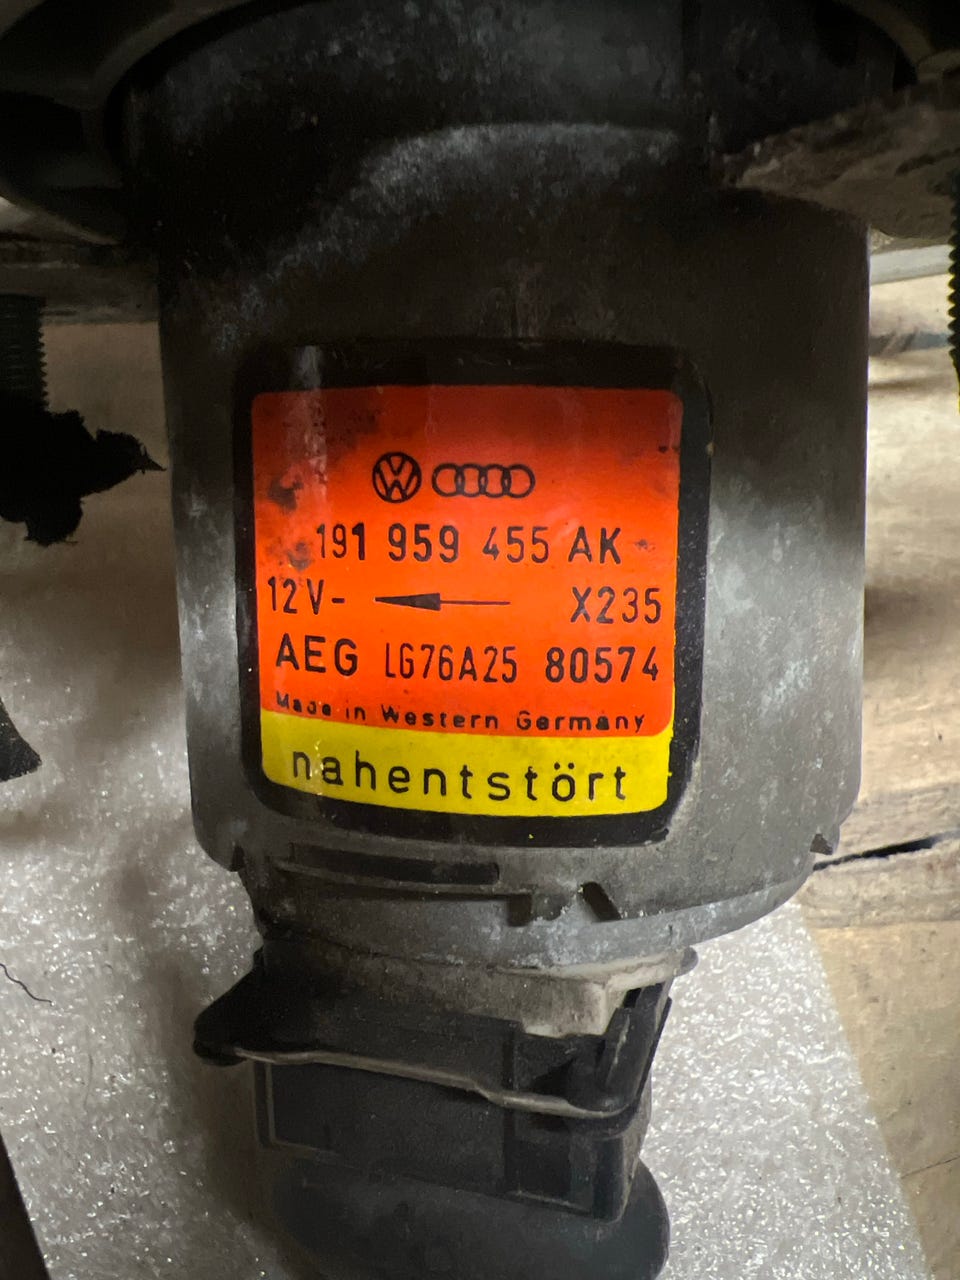 191 959 455 AK
12V- X235
AEG LG76A25 80574
Made in Western Germany
nahentstört